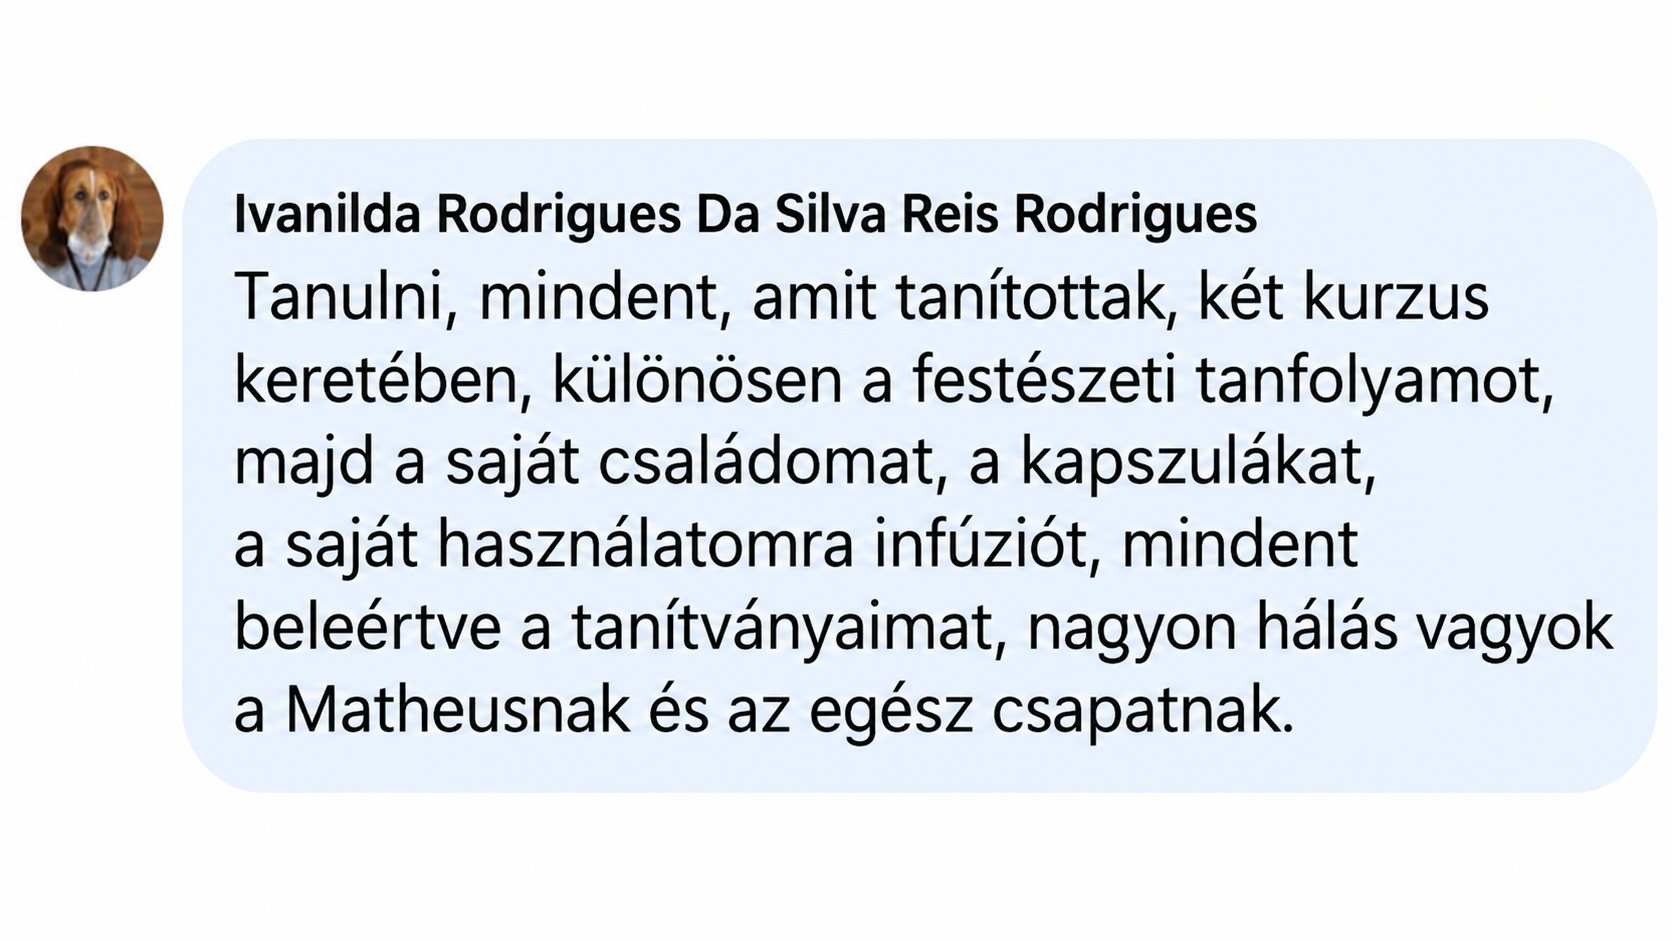 Ivanilda Rodrigues Da Silva Reis Rodrigues
Tanulni, mindent, amit tanítottak, két kurzus
keretében, különösen a festészeti tanfolyamot,
majd a saját családomat, a kapszulákat,
a saját használatomra infúziót, mindent
beleértve a tanítványaimat, nagyon hálás vagyok
a Matheusnak és az egész csapatnak.